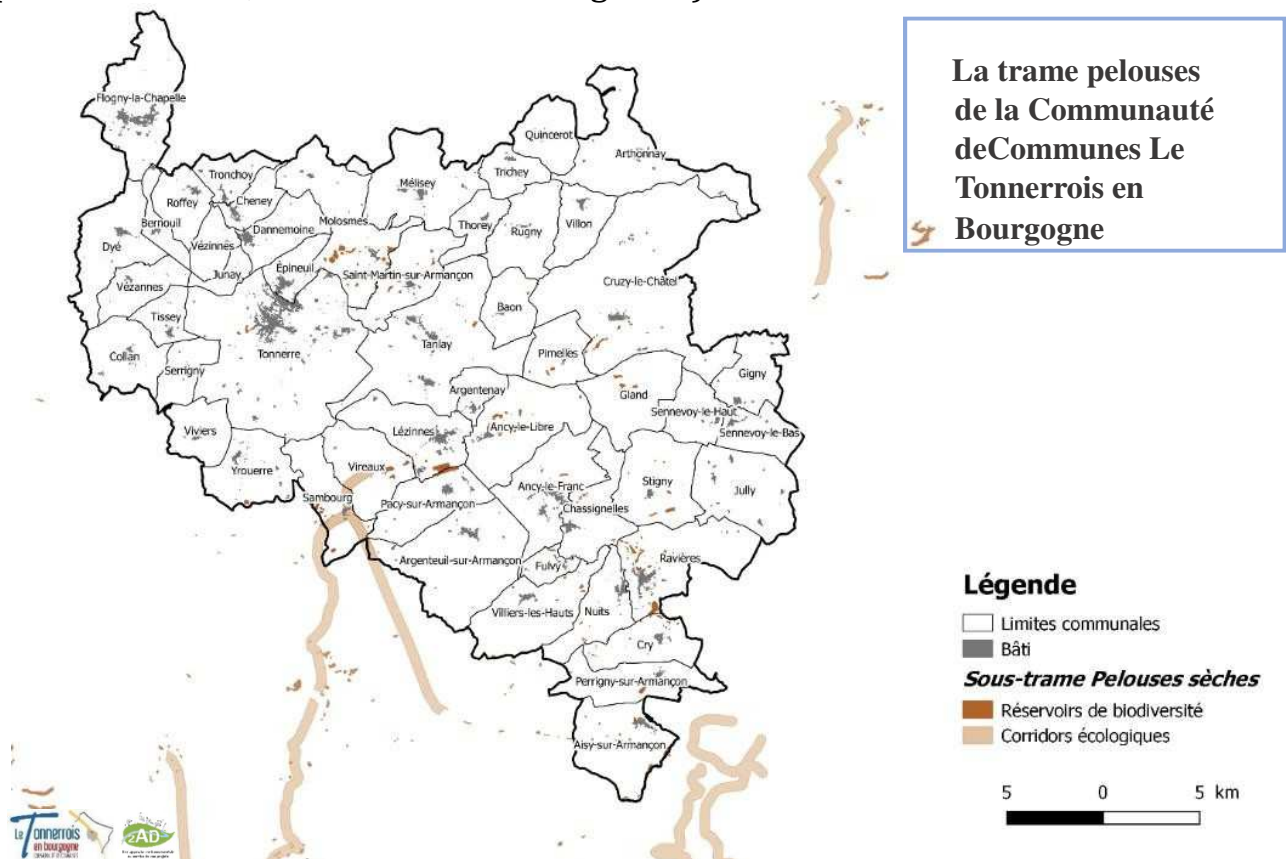 La trame pelouses
de la Communauté
deCommunes Le
Tonnerrois en
Bourgogne
Flogny-la-Chapelle
Quincerot
Arthonnay
Trichey
Tronchoy
Mélisey
Roffey
Cheney
Bernouil
Molosmes
Thorey
Villon
Rugny
Dannemoine
Dyé
Vézinnes
Junay
Épineuil
Saint-Martin-sur-Armançon
Cruzy-le-Châtel
Vézannes
Baon
Tissey
Tanlay
Collan
Tonnerre
Pimelles
Serrigny
Gigny
Argentenay
Gland
Sennevoy-le-Haut
Sennevoy-le-Bas
Viviers
Lézinnes
Ancy-le-Libre
Yrouerre
Vireaux
Ancy-le-Franc
Stigny
Jully
Sambourg
Pacy-sur-Armançon
Chassignelles
Argenteuil-sur-Armançon
Fulvy
Ravières
Villiers-les-Hauts
Nuits
Cry
Perrigny-sur-Armançon
Aisy-sur-Armançon
Légende
Limites communales
Bâti
Sous-trame Pelouses sèches
Réservoirs de biodiversité
Corridors écologiques
5 0 5 km
Le Tonnerrois
en bourgogne
2AD